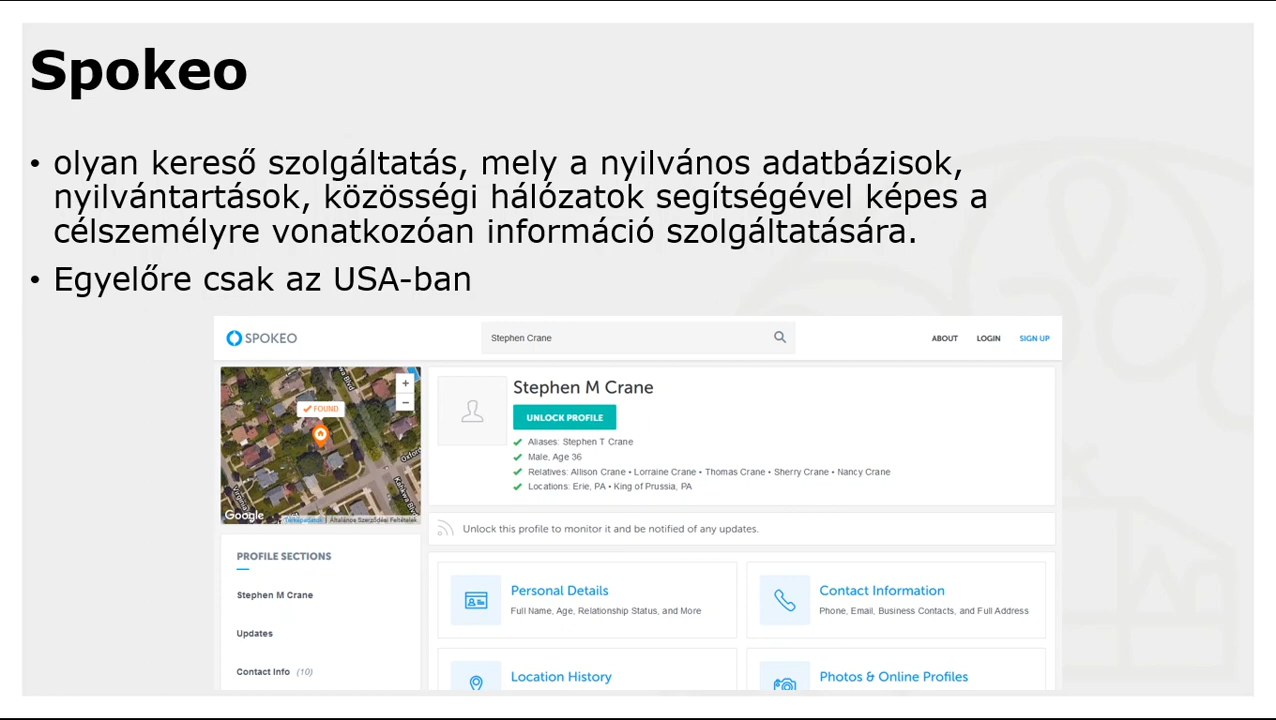 Spokeo
• olyan kereső szolgáltatás, mely a nyilvános adatbázisok,
nyilvántartások, közösségi hálózatok segítségével képes a
célszemélyre vonatkozóan információ szolgáltatására.
• Egyelőre csak az USA-ban
SPOKEO
Stephen Crane
ABOUT LOGIN SIGN UP
+
−
FOUND
Google
Térképadatok Általános Szerződési Feltételek
Stephen M Crane
UNLOCK PROFILE
Aliases: Stephen T Crane
Male, Age 36
Relatives: Allison Crane • Lorraine Crane • Thomas Crane • Sherry Crane • Nancy Crane
Locations: Erie, PA • King of Prussia, PA
Unlock this profile to monitor it and be notified of any updates.
PROFILE SECTIONS
Stephen M Crane
Updates
Contact Info (10)
Personal Details
Full Name, Age, Relationship Status, and More
Contact Information
Phone, Email, Business Contacts, and Full Address
Location History
Photos & Online Profiles